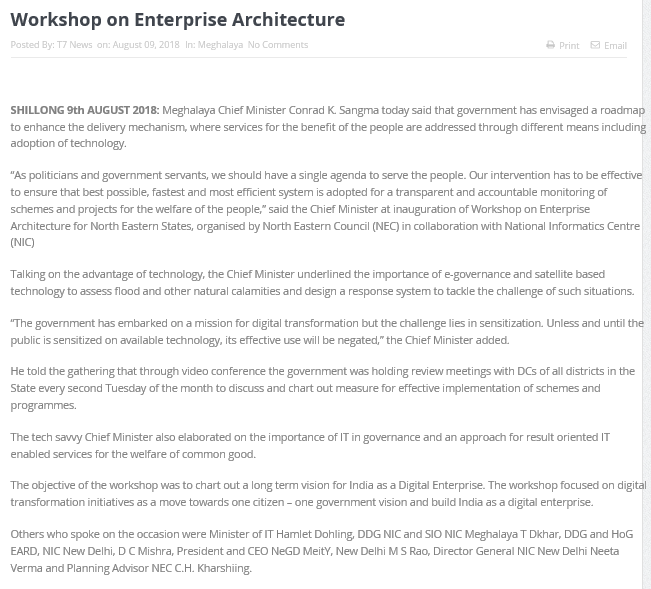 Workshop on Enterprise Architecture
Posted By: T7 News on: August 09, 2018 In: Meghalaya No Comments
Print Email
SHILLONG 9th AUGUST 2018: Meghalaya Chief Minister Conrad K. Sangma today said that government has envisaged a roadmap
to enhance the delivery mechanism, where services for the benefit of the people are addressed through different means including
adoption of technology.
“As politicians and government servants, we should have a single agenda to serve the people. Our intervention has to be effective
to ensure that best possible, fastest and most efficient system is adopted for a transparent and accountable monitoring of
schemes and projects for the welfare of the people,” said the Chief Minister at inauguration of Workshop on Enterprise
Architecture for North Eastern States, organised by North Eastern Council (NEC) in collaboration with National Informatics Centre
(NIC)
Talking on the advantage of technology, the Chief Minister underlined the importance of e-governance and satellite based
technology to assess flood and other natural calamities and design a response system to tackle the challenge of such situations.
“The government has embarked on a mission for digital transformation but the challenge lies in sensitization. Unless and until the
public is sensitized on available technology, its effective use will be negated,” the Chief Minister added.
He told the gathering that through video conference the government was holding review meetings with DCs of all districts in the
State every second Tuesday of the month to discuss and chart out measure for effective implementation of schemes and
programmes.
The tech savvy Chief Minister also elaborated on the importance of IT in governance and an approach for result oriented IT
enabled services for the welfare of common good.
The objective of the workshop was to chart out a long term vision for India as a Digital Enterprise. The workshop focused on digital
transformation initiatives as a move towards one citizen – one government vision and build India as a digital enterprise.
Others who spoke on the occasion were Minister of IT Hamlet Dohling, DDG NIC and SIO NIC Meghalaya T Dkhar, DDG and HoG
EARD, NIC New Delhi, D C Mishra, President and CEO NeGD MeitY, New Delhi M S Rao, Director General NIC New Delhi Neeta
Verma and Planning Advisor NEC C.H. Kharshiing.